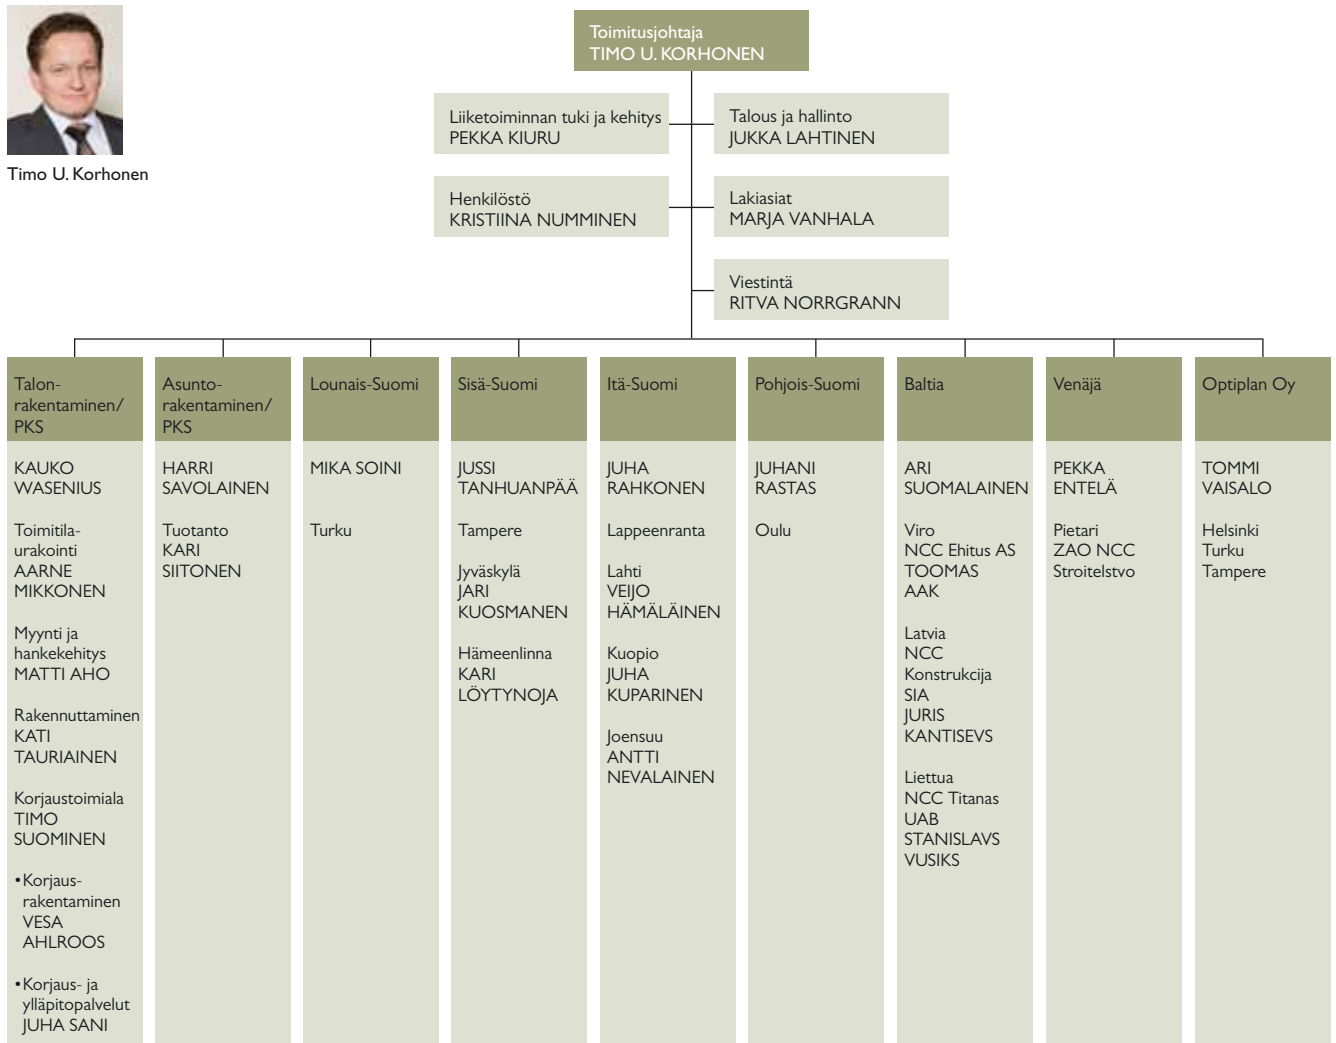 Timo U. Korhonen
Toimitusjohtaja
TIMO U. KORHONEN
Liiketoiminnan tuki ja kehitys
PEKKA KIURU
Talous ja hallinto
JUKKA LAHTINEN
Henkilöstö
KRISTIINA NUMMINEN
Lakiasiat
MARJA VANHALA
Viestintä
RITVA NORRGRANN
Talon-
rakentaminen/
PKS
KAUKO
WASENIUS
Toimitila-
urakointi
AARNE
MIKKONEN
Myynti ja
hankekehitys
MATTI AHO
Rakennuttaminen
KATI
TAURIAINEN
Korjaustoimiala
TIMO
SUOMINEN
•Korjaus-
rakentaminen
VESA
AHLROOS
•Korjaus- ja
ylläpitopalvelut
JUHA SANI
Asunto-
rakentaminen/
PKS
HARRI
SAVOLAINEN
Tuotanto
KARI
SIITONEN
Lounais-Suomi
MIKA SOINI
Turku
Sisä-Suomi
JUSSI
TANHUANPÄÄ
Tampere
Jyväskylä
JARI
KUOSMANEN
Hämeenlinna
KARI
LÖYTYNOJA
Itä-Suomi
JUHA
RAHKONEN
Lappeenranta
Lahti
VEIJO
HÄMÄLÄINEN
Kuopio
JUHA
KUPARINEN
Joensuu
ANTTI
NEVALAINEN
Pohjois-Suomi
JUHANI
RASTAS
Oulu
Baltia
ARI
SUOMALAINEN
Viro
NCC Ehitus AS
TOOMAS
AAK
Latvia
NCC
Konstrukcija
SIA
JURIS
KANTISEVS
Liettua
NCC Titanas
UAB
STANISLAVS
VUSIKS
Venäjä
PEKKA
ENTELÄ
Pietari
ZAO NCC
Stroitelstvo
Optiplan Oy
TOMMI
VAISALO
Helsinki
Turku
Tampere